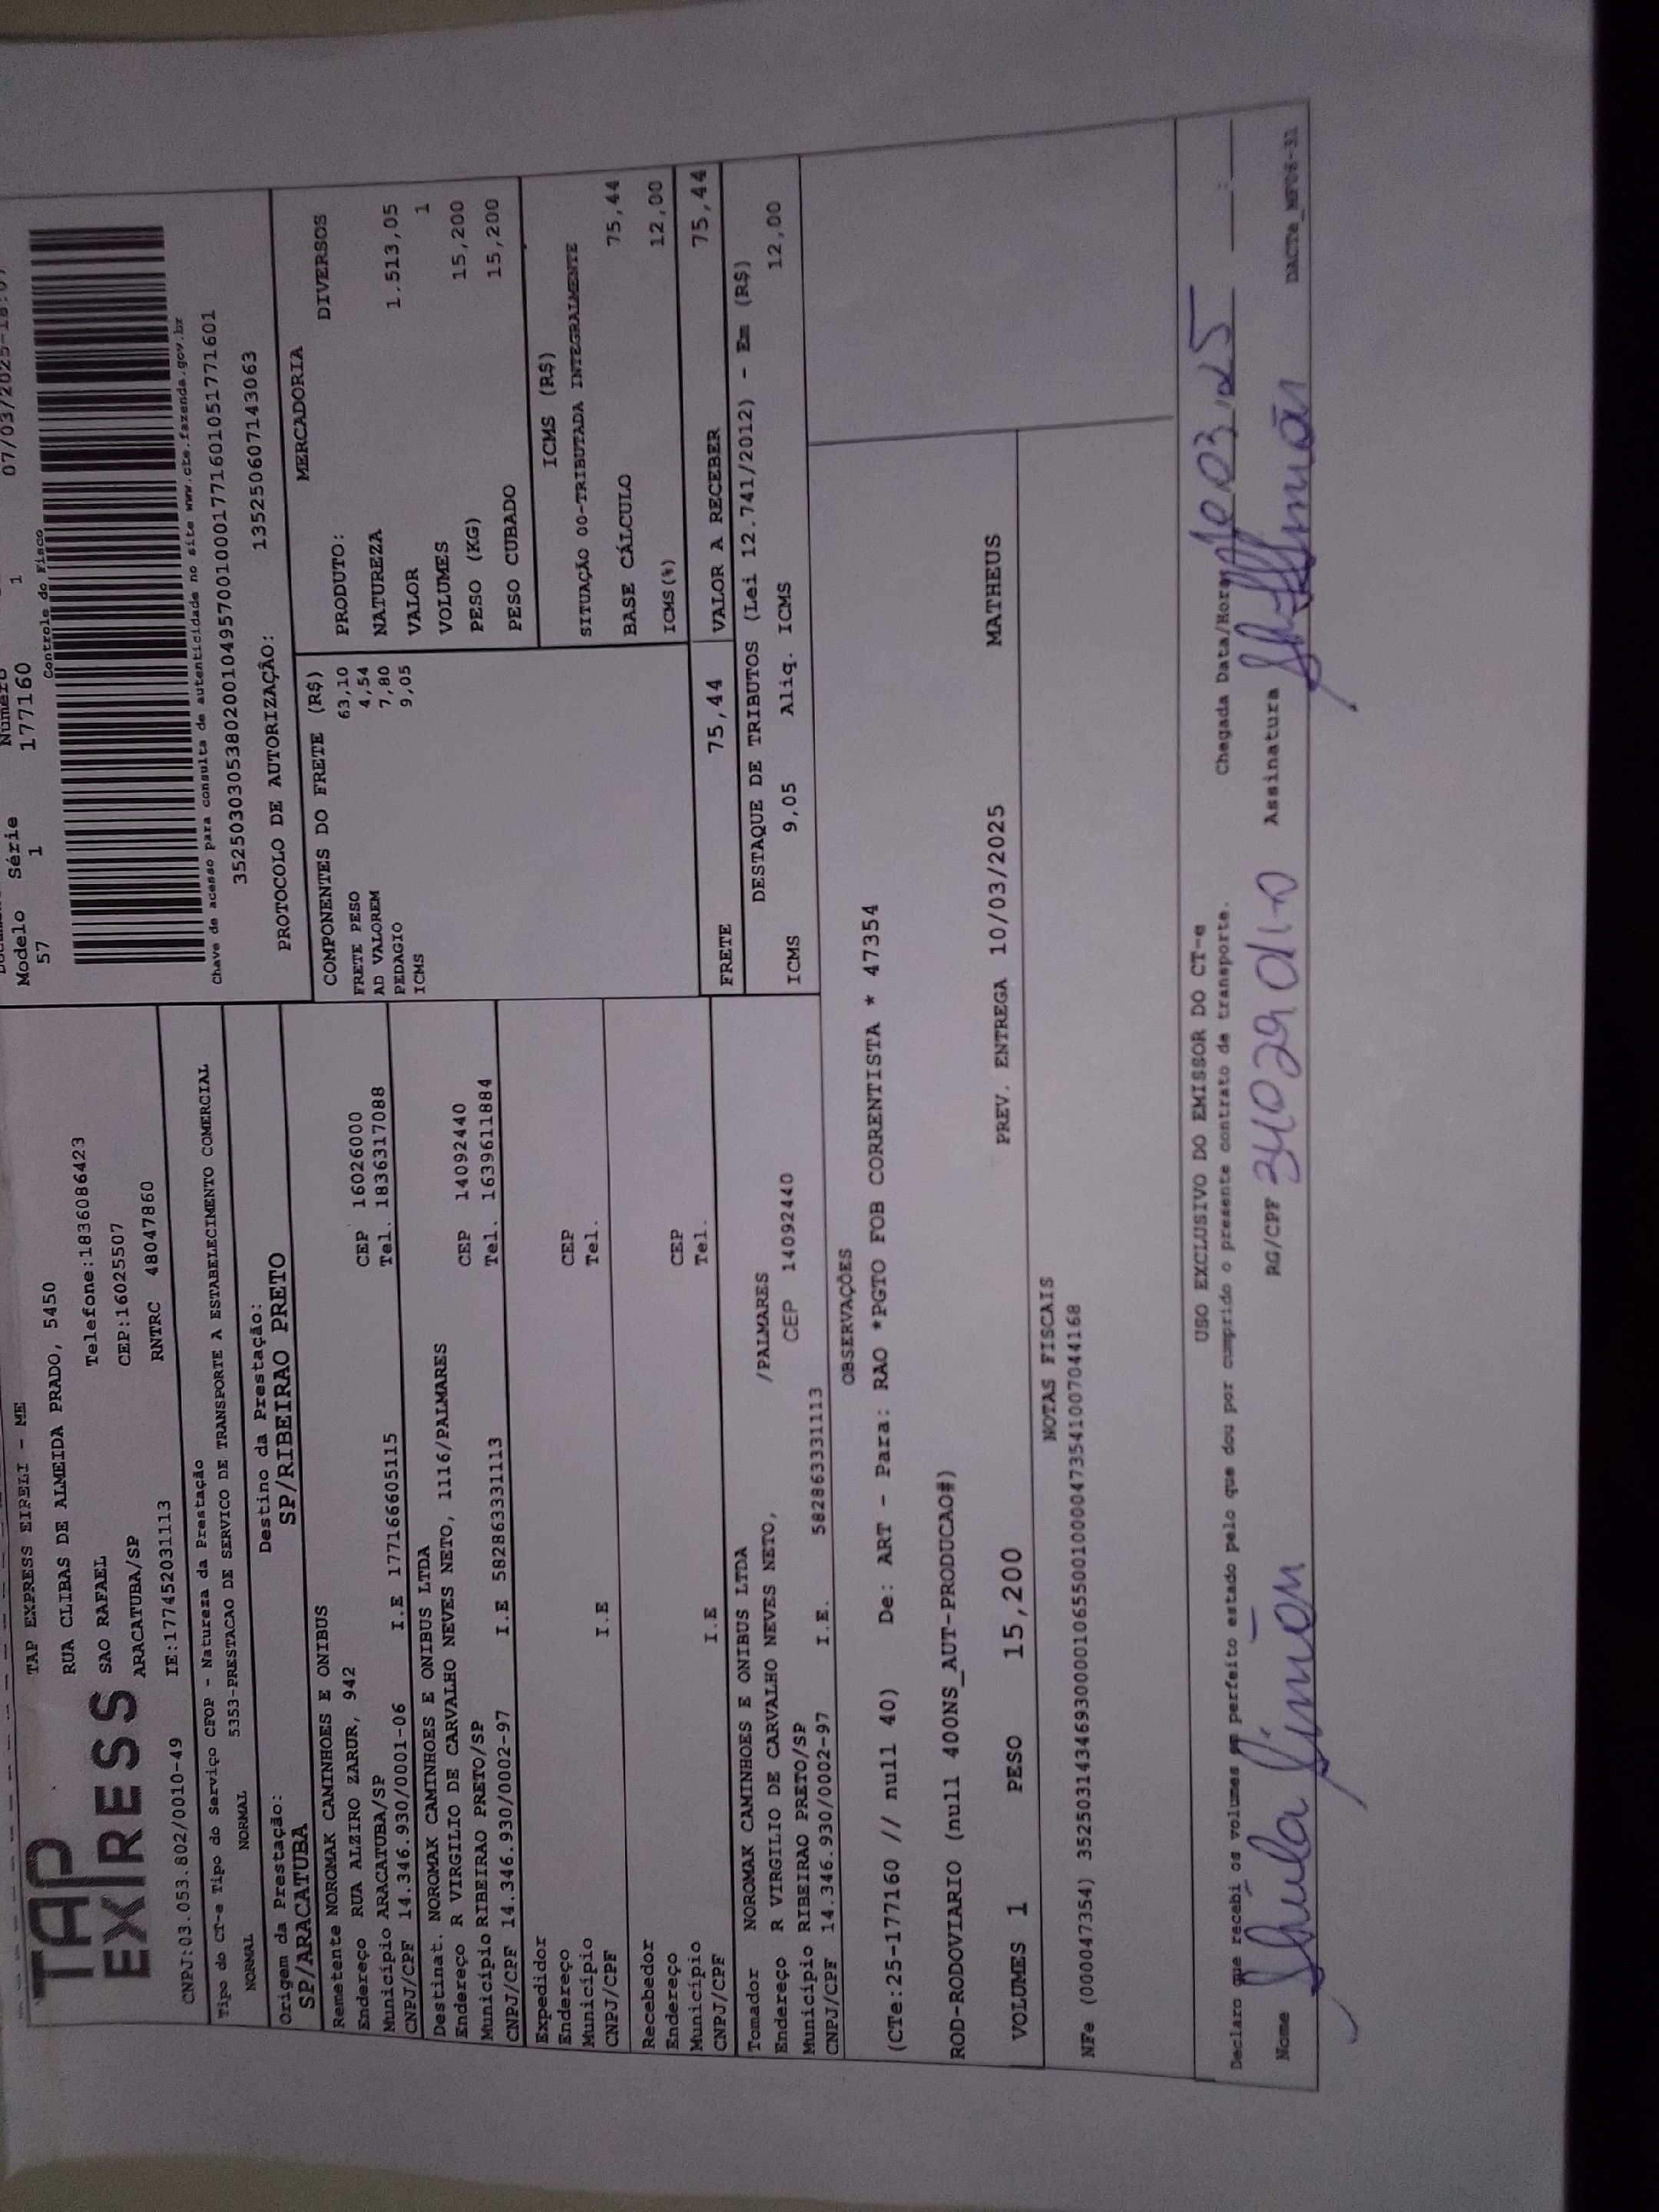 TAP
EXPRESS
TAP EXPRESS EIRELI - ME
RUA CLIBAS DE ALMEIDA PRADO, 5450
SAO RAFAEL Telefone:1836086423
ARACATUBA/SP CEP:16025507
CNPJ:03.053.802/0010-49 IE:177452031113 RNTRC 48047860
07/03/2025
Modelo Série Número
57 1 177160 1
Controle do Fisco
Chave de acesso para consulta de autenticidade no site www.cte.fazenda.gov.br
35250303053802001049570010001771601051771601
PROTOCOLO DE AUTORIZAÇÃO: 135250607143063
Tipo do CT-e Tipo do Serviço CFOP - Natureza da Prestação
NORMAL NORMAL 5353-PRESTACAO DE SERVICO DE TRANSPORTE A ESTABELECIMENTO COMERCIAL
Origem da Prestação: Destino da Prestação:
SP/ARACATUBA SP/RIBEIRAO PRETO
Remetente NOROMAK CAMINHOES E ONIBUS
Endereço RUA ALZIRO ZARUR, 942 CEP 16026000
Município ARACATUBA/SP Tel. 1836317088
CNPJ/CPF 14.346.930/0001-06 I.E 177166605115
Destinat. NOROMAK CAMINHOES E ONIBUS LTDA
Endereço R VIRGILIO DE CARVALHO NEVES NETO, 1116/PALMARES CEP 14092440
Município RIBEIRAO PRETO/SP Tel. 1639611884
CNPJ/CPF 14.346.930/0002-97 I.E 582863331113
Expedidor
Endereço CEP
Município Tel.
CNPJ/CPF I.E
Recebedor
Endereço CEP
Município Tel.
CNPJ/CPF I.E
Tomador NOROMAK CAMINHOES E ONIBUS LTDA
Endereço R VIRGILIO DE CARVALHO NEVES NETO, /PALMARES
Município RIBEIRAO PRETO/SP CEP 14092440
CNPJ/CPF 14.346.930/0002-97 I.E. 582863331113
COMPONENTES DO FRETE (R$)
FRETE PESO 63,10
AD VALOREM 4,54
PEDAGIO 7,80
ICMS 9,05
MERCADORIA
PRODUTO: DIVERSOS
NATUREZA
VALOR 1.513,05
VOLUMES 1
PESO (KG) 15,200
PESO CUBADO 15,200
ICMS (R$)
SITUAÇÃO 00-TRIBUTADA INTEGRALMENTE
BASE CÁLCULO 75,44
ICMS(%) 12,00
FRETE 75,44 VALOR A RECEBER 75,44
DESTAQUE DE TRIBUTOS (Lei 12.741/2012) - Em (R$)
ICMS 9,05 Aliq. ICMS 12,00
OBSERVAÇÕES
(CTe:25-177160 // null 40) De: ART - Para: RAO *PGTO FOB CORRENTISTA * 47354
ROD-RODOVIARIO (null 400NS_AUT-PRODUCAO#)
VOLUMES 1 PESO 15,200 PREV. ENTREGA 10/03/2025 MATHEUS
NOTAS FISCAIS
NFe (000047354) 35250314346930000106550010000473541007044168
USO EXCLUSIVO DO EMISSOR DO CT-e
Declaro que recebi os volumes em perfeito estado pelo que dou por cumprido o presente contrato de transporte. Chegada Data/Hora 10 03 25
Nome Shula Simão RG/CPF Assinatura